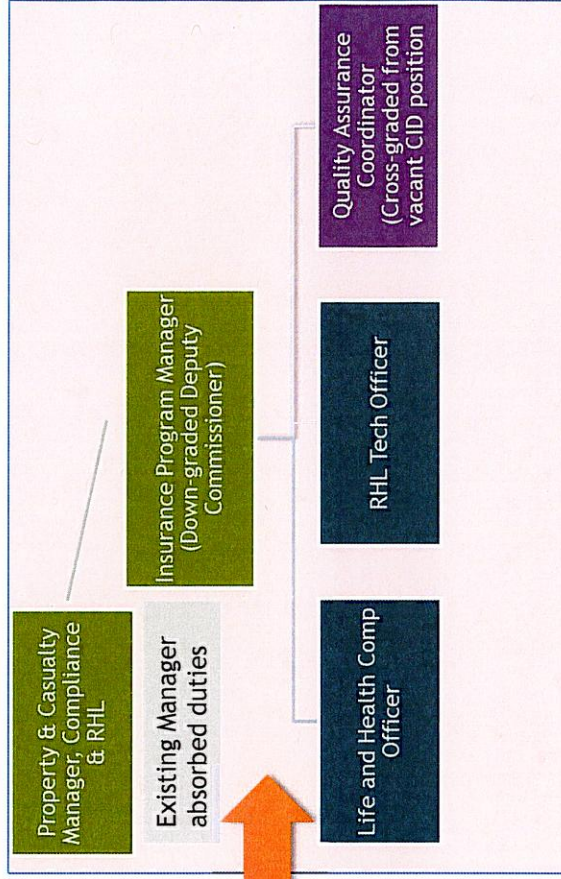 Property & Casualty
Manager, Compliance
& RHL
Existing Manager
absorbed duties
Insurance Program Manager
(Down-graded Deputy
Commissioner)
Life and Health Comp
Officer
RHL Tech Officer
Quality Assurance
Coordinator
(Cross-graded from
vacant CID position